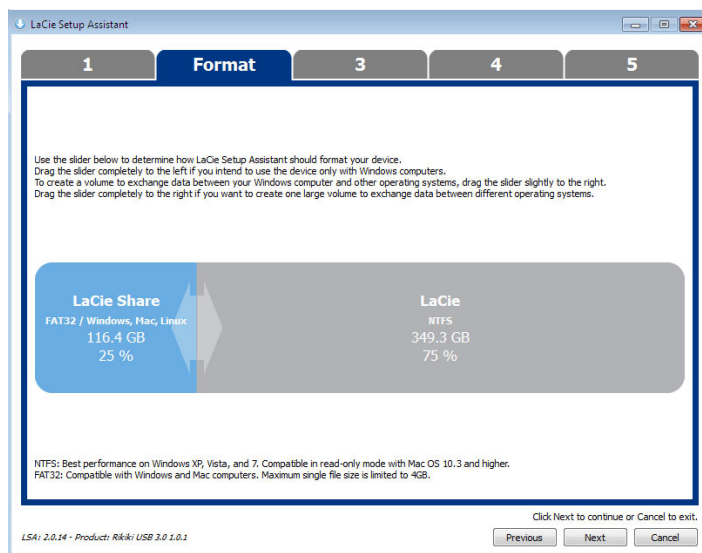 LaCie Setup Assistant
1 Format 3 4 5
Use the slider below to determine how LaCie Setup Assistant should format your device.
Drag the slider completely to the left if you intend to use the device only with Windows computers.
To create a volume to exchange data between your Windows computer and other operating systems, drag the slider slightly to the right.
Drag the slider completely to the right if you want to create one large volume to exchange data between different operating systems.
LaCie Share
FAT32 / Windows, Mac, Linux
116.4 GB
25 %
LaCie
NTFS
349.3 GB
75 %
NTFS: Best performance on Windows XP, Vista, and 7. Compatible in read-only mode with Mac OS 10.3 and higher.
FAT32: Compatible with Windows and Mac computers. Maximum single file size is limited to 4GB.
Click Next to continue or Cancel to exit.
LSA: 2.0.14 - Product: Rikiki USB 3.0 1.0.1
Previous Next Cancel